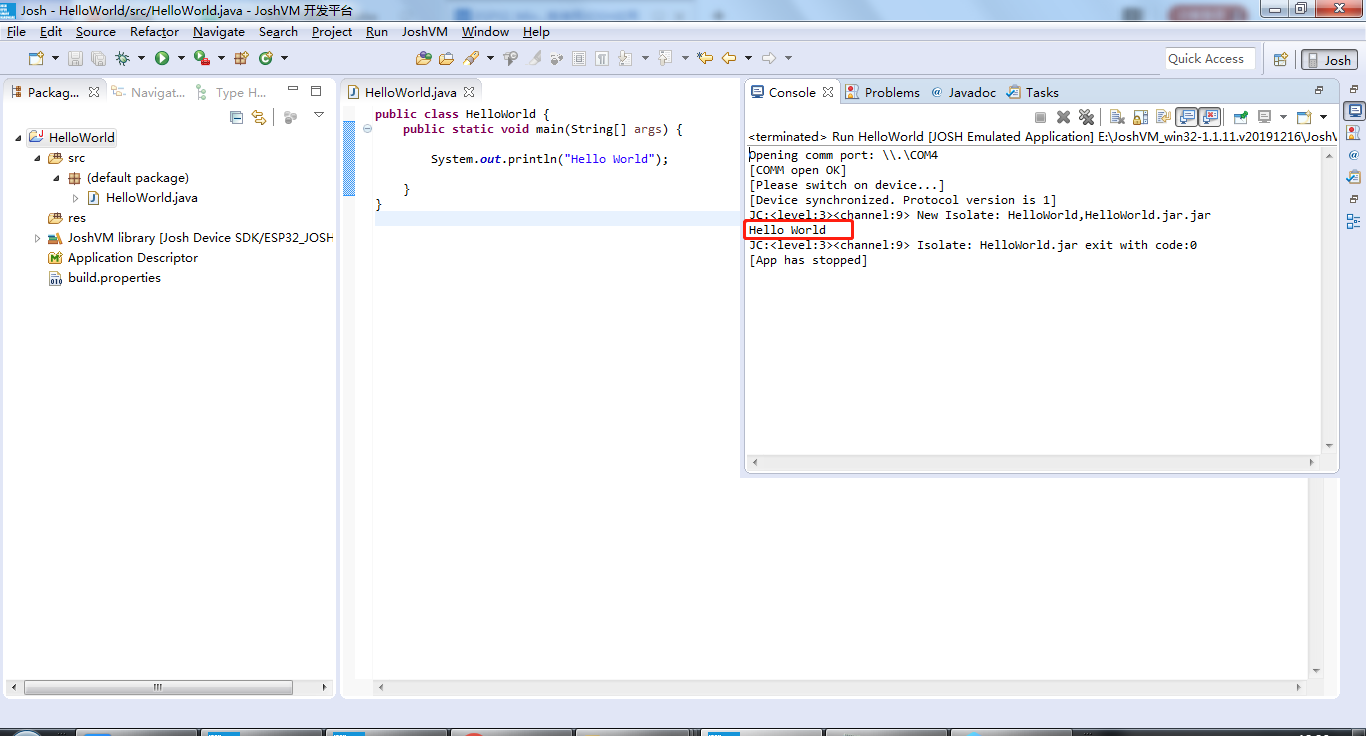 Josh - HelloWorld/src/HelloWorld.java - JoshVM 开发平台
File Edit Source Refactor Navigate Search Project Run JoshVM Window Help
Quick Access
Josh
Packag...
Navigat...
Type H...
HelloWorld
src
(default package)
HelloWorld.java
res
JoshVM library [Josh Device SDK/ESP32_JOSH
Application Descriptor
build.properties
HelloWorld.java
public class HelloWorld {
public static void main(String[] args) {
System.out.println("Hello World");
}
}
Console
Problems
@ Javadoc
Tasks
<terminated> Run HelloWorld [JOSH Emulated Application] E:\JoshVM_win32-1.1.11.v20191216\JoshV
Opening comm port: \\.\COM4
[COMM open OK]
[Please switch on device...]
[Device synchronized. Protocol version is 1]
JC:<level:3><channel:9> New Isolate: HelloWorld,HelloWorld.jar.jar
Hello World
JC:<level:3><channel:9> Isolate: HelloWorld.jar exit with code:0
[App has stopped]